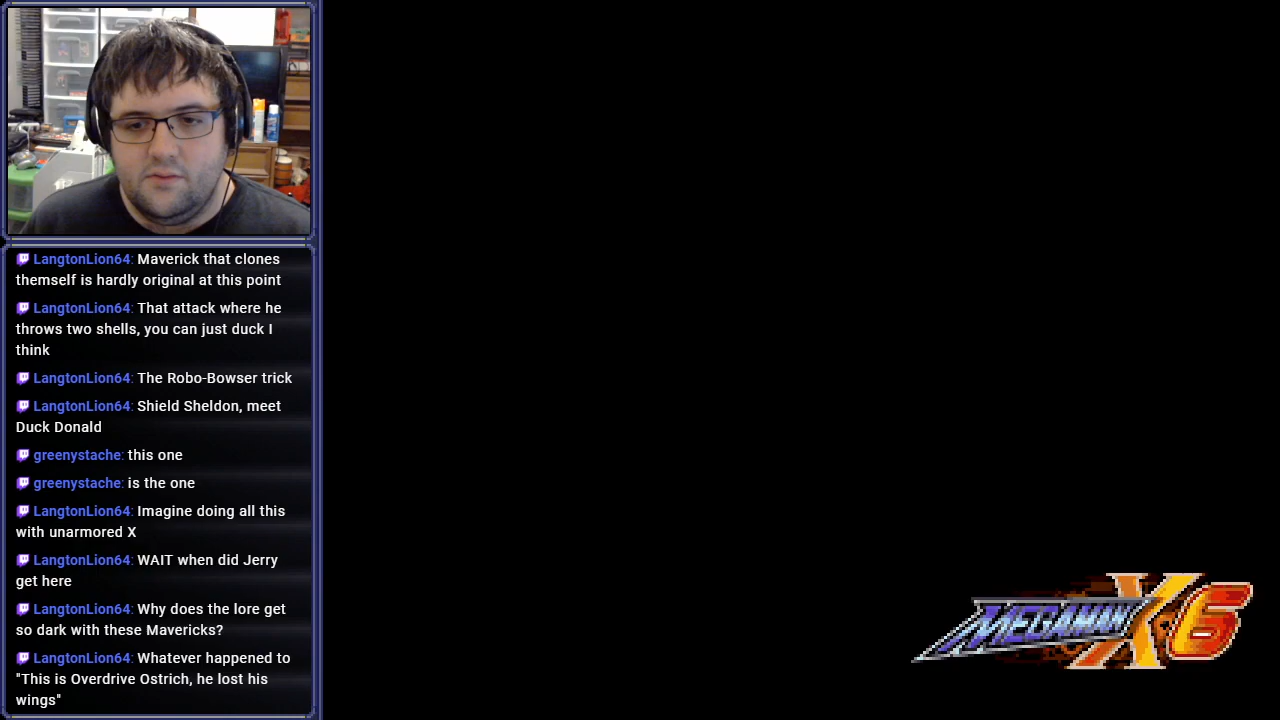 LangtonLion64: Maverick that clones
themself is hardly original at this point
LangtonLion64: That attack where he
throws two shells, you can just duck I
think
LangtonLion64: The Robo-Bowser trick
LangtonLion64: Shield Sheldon, meet
Duck Donald
greenystache: this one
greenystache: is the one
LangtonLion64: Imagine doing all this
with unarmored X
LangtonLion64: WAIT when did Jerry
get here
LangtonLion64: Why does the lore get
so dark with these Mavericks?
LangtonLion64: Whatever happened to
"This is Overdrive Ostrich, he lost his
wings"
MEGAMAN X6